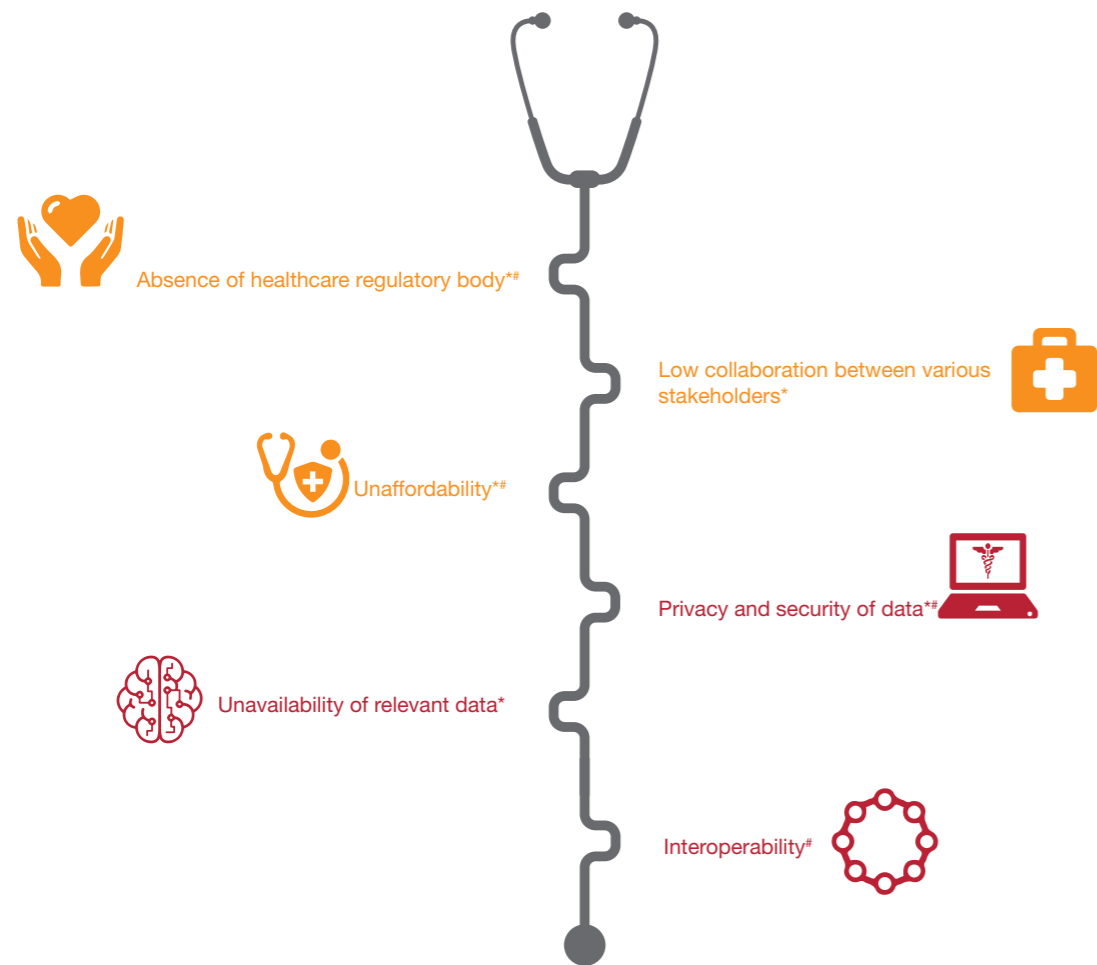 Absence of healthcare regulatory body*#
Low collaboration between various
stakeholders*
Unaffordability*#
Privacy and security of data*#
Unavailability of relevant data*
Interoperability#